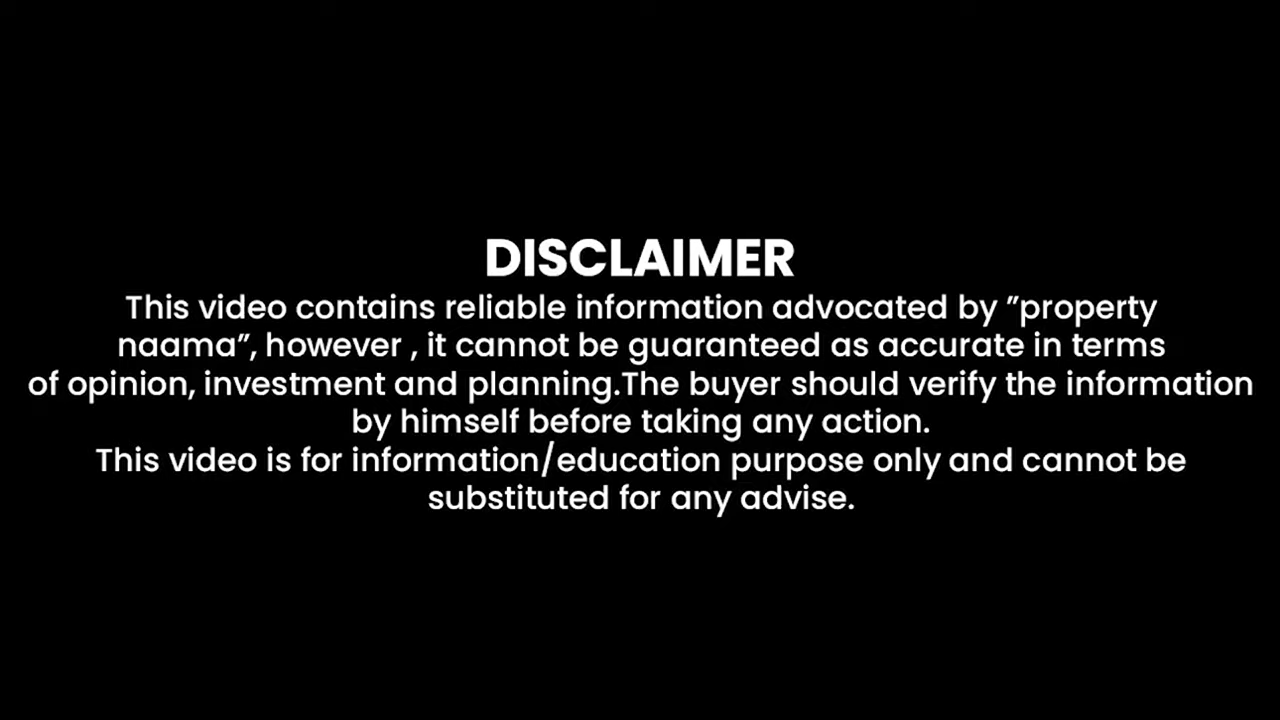 DISCLAIMER
This video contains reliable information advocated by ”property
naama”, however , it cannot be guaranteed as accurate in terms
of opinion, investment and planning.The buyer should verify the information
by himself before taking any action.
This video is for information/education purpose only and cannot be
substituted for any advise.